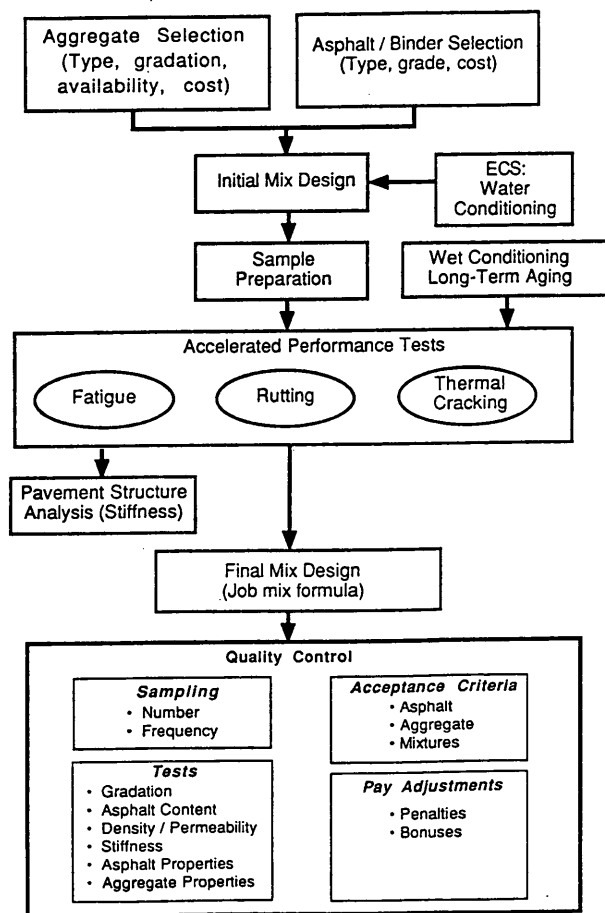 Aggregate Selection
(Type, gradation,
availability, cost)
Asphalt / Binder Selection
(Type, grade, cost)
Initial Mix Design
ECS:
Water
Conditioning
Sample
Preparation
Wet Conditioning
Long-Term Aging
Accelerated Performance Tests
Fatigue
Rutting
Thermal
Cracking
Pavement Structure
Analysis (Stiffness)
Final Mix Design
(Job mix formula)
Quality Control
Sampling
• Number
• Frequency
Acceptance Criteria
• Asphalt
• Aggregate
• Mixtures
Tests
• Gradation
• Asphalt Content
• Density / Permeability
• Stiffness
• Asphalt Properties
• Aggregate Properties
Pay Adjustments
• Penalties
• Bonuses